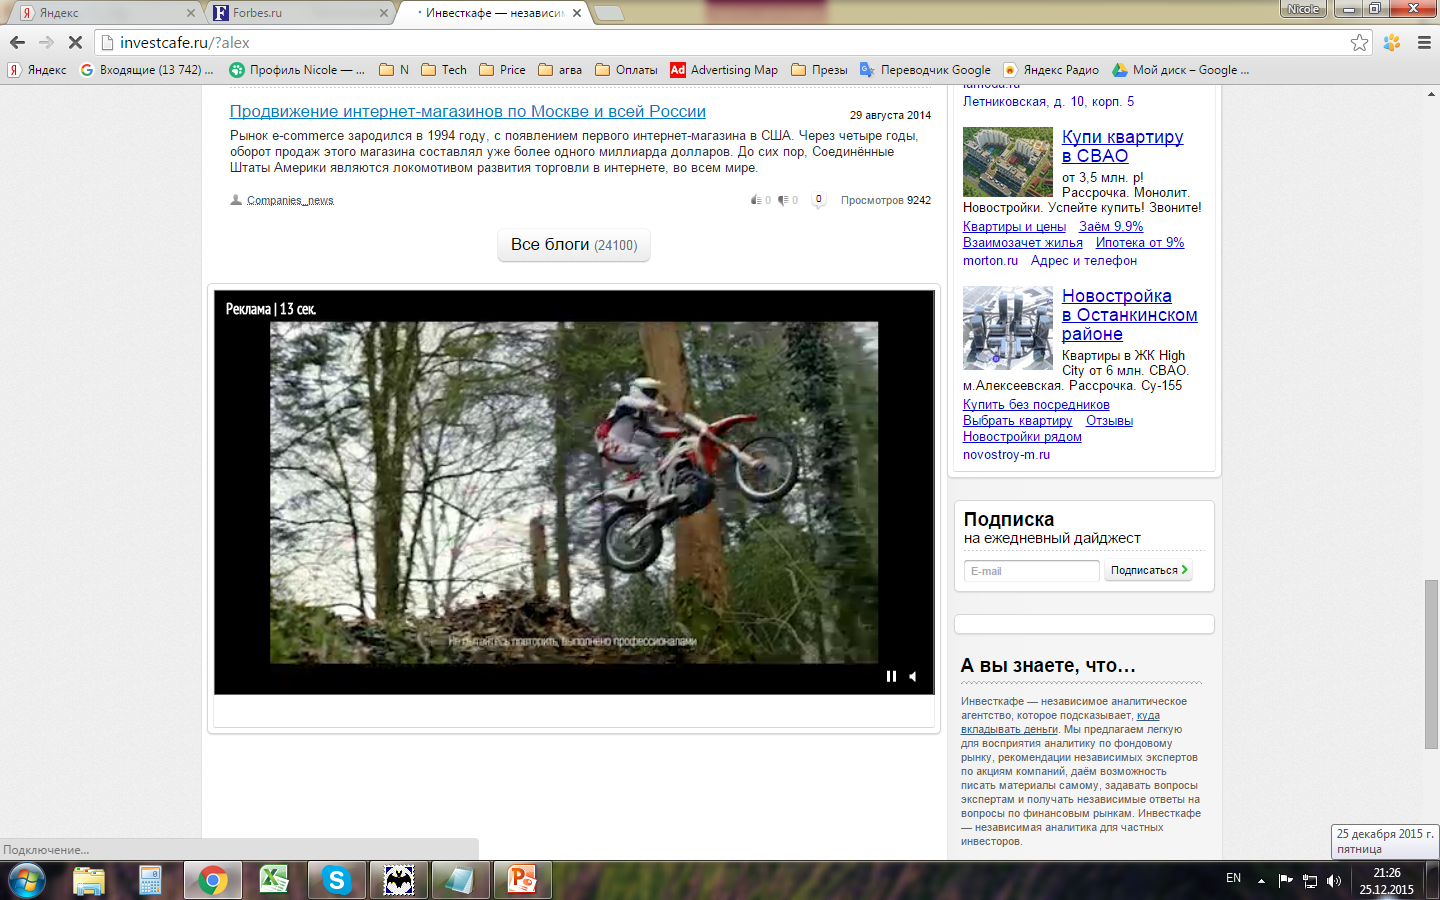 Яндекс
Forbes.ru
Инвесткафе — независим
Nicole
investcafe.ru/?alex
Яндекс
Входящие (13 742) ...
Профиль Nicole — ...
N
Tech
Price
агва
Оплаты
Ad Advertising Map
Презы
Переводчик Google
Яндекс Радио
Мой диск – Google ...
Продвижение интернет-магазинов по Москве и всей России
29 августа 2014
Рынок e-commerce зародился в 1994 году, с появлением первого интернет-магазина в США. Через четыре годы,
оборот продаж этого магазина составлял уже более одного миллиарда долларов. До сих пор, Соединённые
Штаты Америки являются локомотивом развития торговли в интернете, во всем мире.
Companies_news
0
0
0
Просмотров 9242
Все блоги (24100)
Реклама | 13 сек.
Не пытайтесь повторить, выполнено профессионалами
Летниковская, д. 10, корп. 5
Купи квартиру
в СВАО
от 3,5 млн. р!
Рассрочка. Монолит.
Новостройки. Успейте купить! Звоните!
Квартиры и цены Заём 9,9%
Взаимозачет жилья Ипотека от 9%
morton.ru Адрес и телефон
Новостройка
в Останкинском
районе
Квартиры в ЖК High
City от 6 млн. СВАО.
м.Алексеевская. Рассрочка. Су-155
Купить без посредников
Выбрать квартиру Отзывы
Новостройки рядом
novostroy-m.ru
Подписка
на ежедневный дайджест
E-mail
Подписаться
А вы знаете, что...
Инвесткафе — независимое аналитическое
агентство, которое подсказывает, куда
вкладывать деньги. Мы предлагаем легкую
для восприятия аналитику по фондовому
рынку, рекомендации независимых экспертов
по акциям компаний, даём возможность
писать материалы самому, задавать вопросы
экспертам и получать независимые ответы на
вопросы по финансовым рынкам. Инвесткафе
— независимая аналитика для частных
инвесторов.
Подключение...
25 декабря 2015 г.
пятница
EN
21:26
25.12.2015